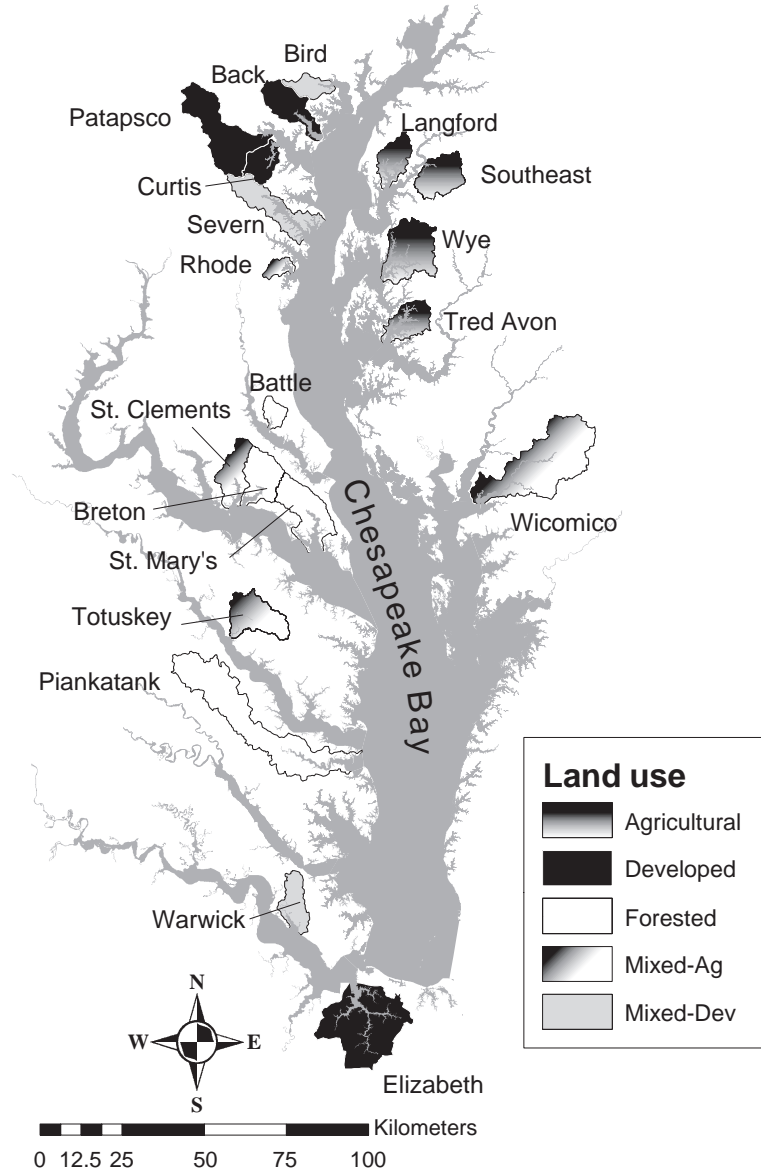 Bird
Back
Patapsco
Langford
Curtis
Southeast
Severn
Wye
Rhode
Tred Avon
Battle
St. Clements
Breton
Wicomico
St. Mary's
Chesapeake Bay
Totuskey
Piankatank
Land use
Agricultural
Developed
Forested
Mixed-Ag
Mixed-Dev
Warwick
N
W E
S
Elizabeth
Kilometers
0 12.5 25 50 75 100